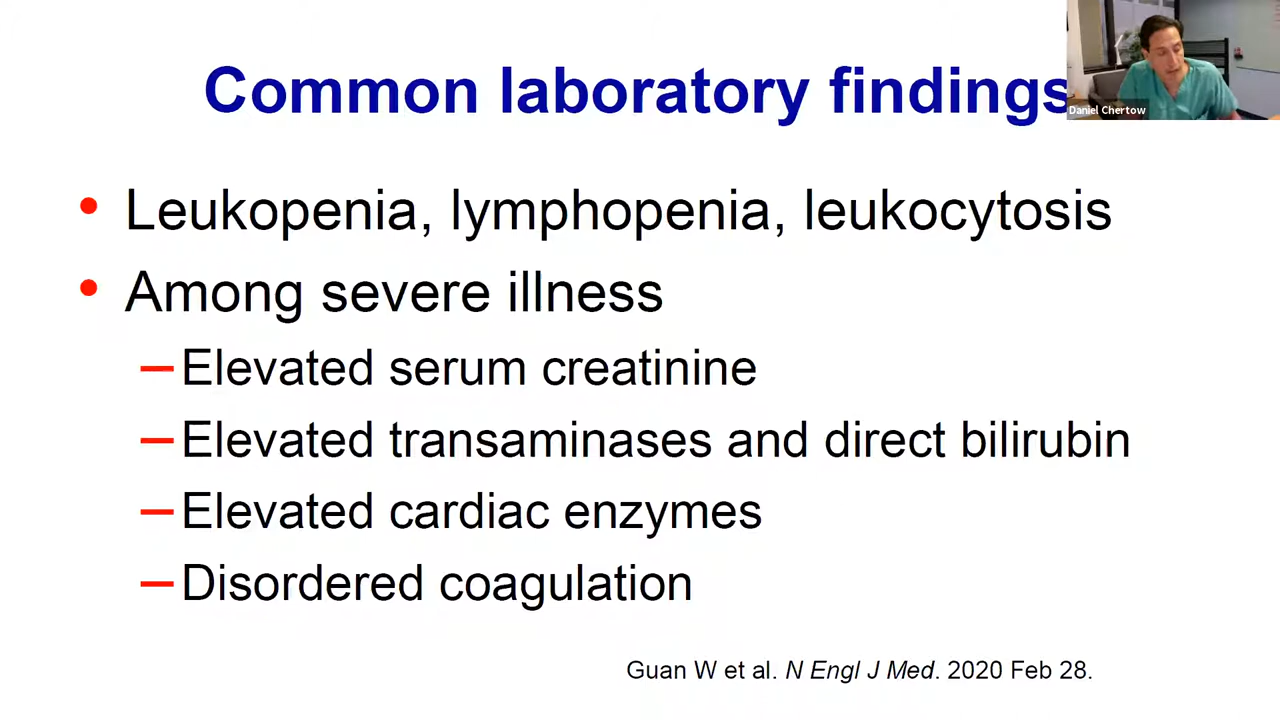 Common laboratory findings
Daniel Chertow
• Leukopenia, lymphopenia, leukocytosis
• Among severe illness
– Elevated serum creatinine
– Elevated transaminases and direct bilirubin
– Elevated cardiac enzymes
– Disordered coagulation
Guan W et al. N Engl J Med. 2020 Feb 28.